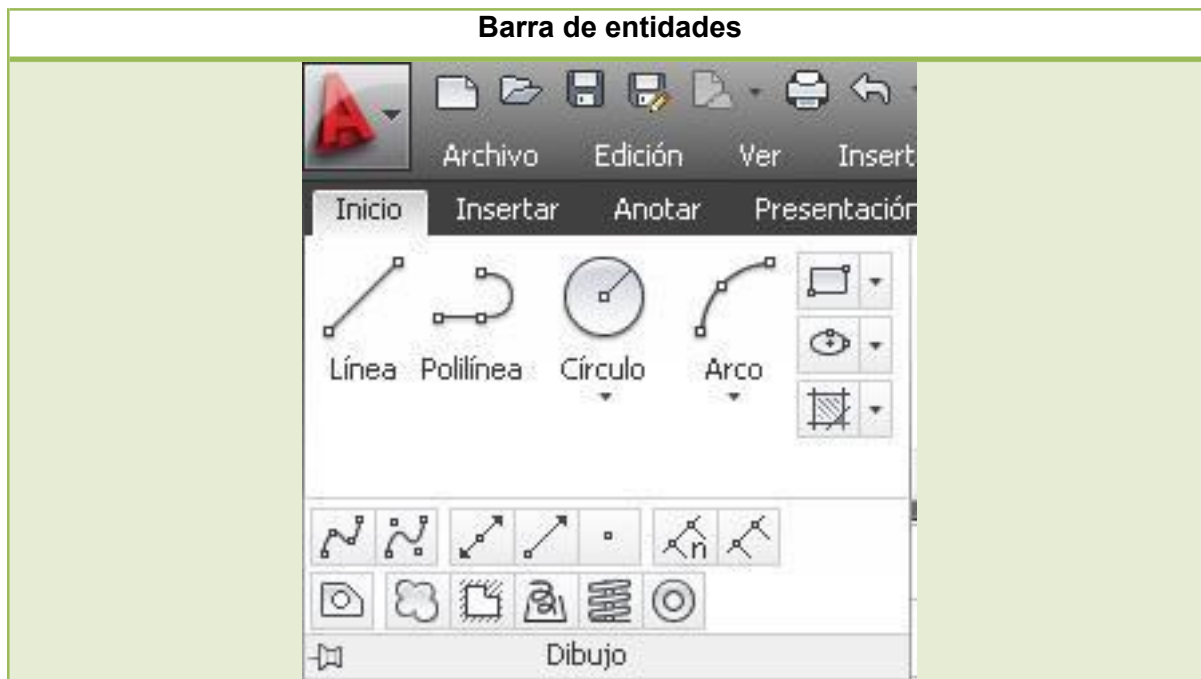 Barra de entidades
Archivo Edición Ver Insert
Inicio Insertar Anotar Presentación
Línea Polilínea Círculo Arco
n
Dibujo